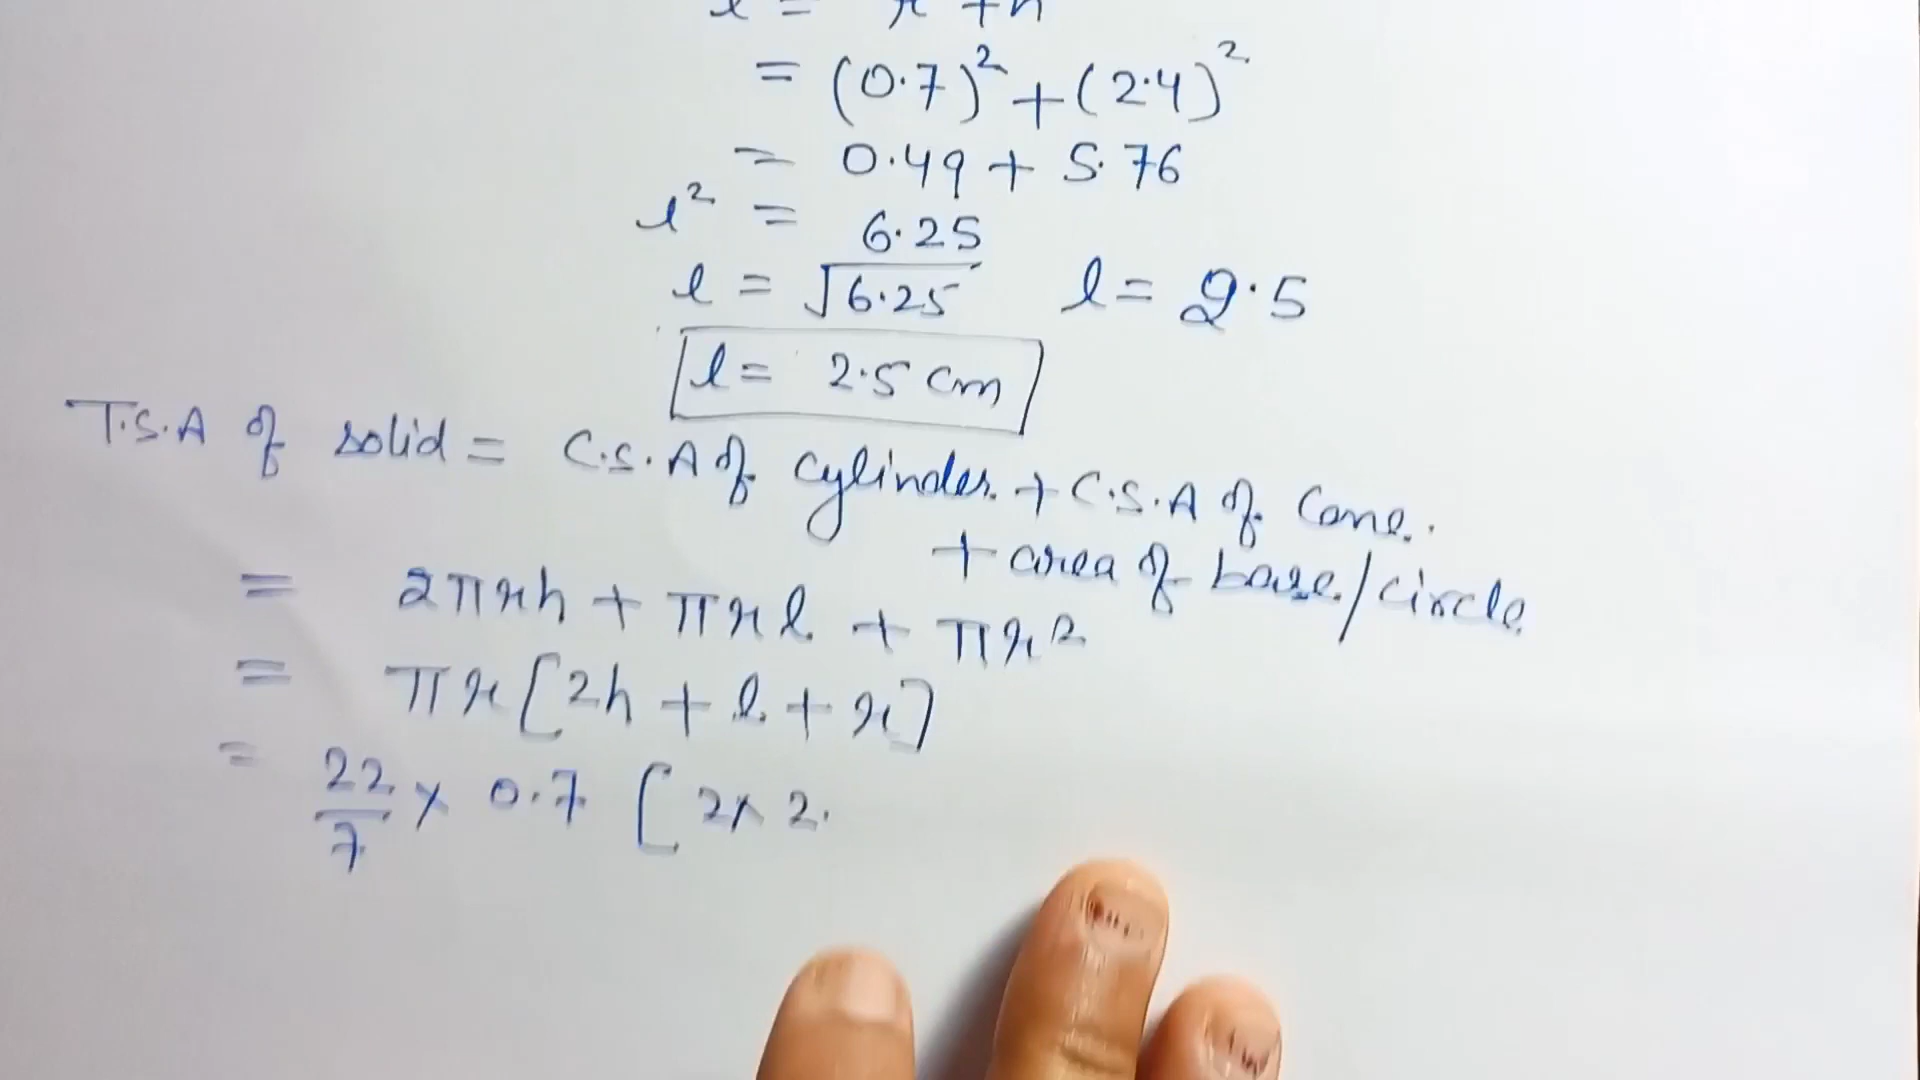 = (0.7)² + (2.4)²
= 0.49 + 5.76
l² = 6.25
l = √6.25 l = 2.5
l = 2.5 cm
T.S.A of solid = C.S.A of cylinder + C.S.A of Cone.
+ area of base/circle
= 2πrh + πrl + πr²
= πr[2h + l + r]
= 22/7 × 0.7 [2× 2.